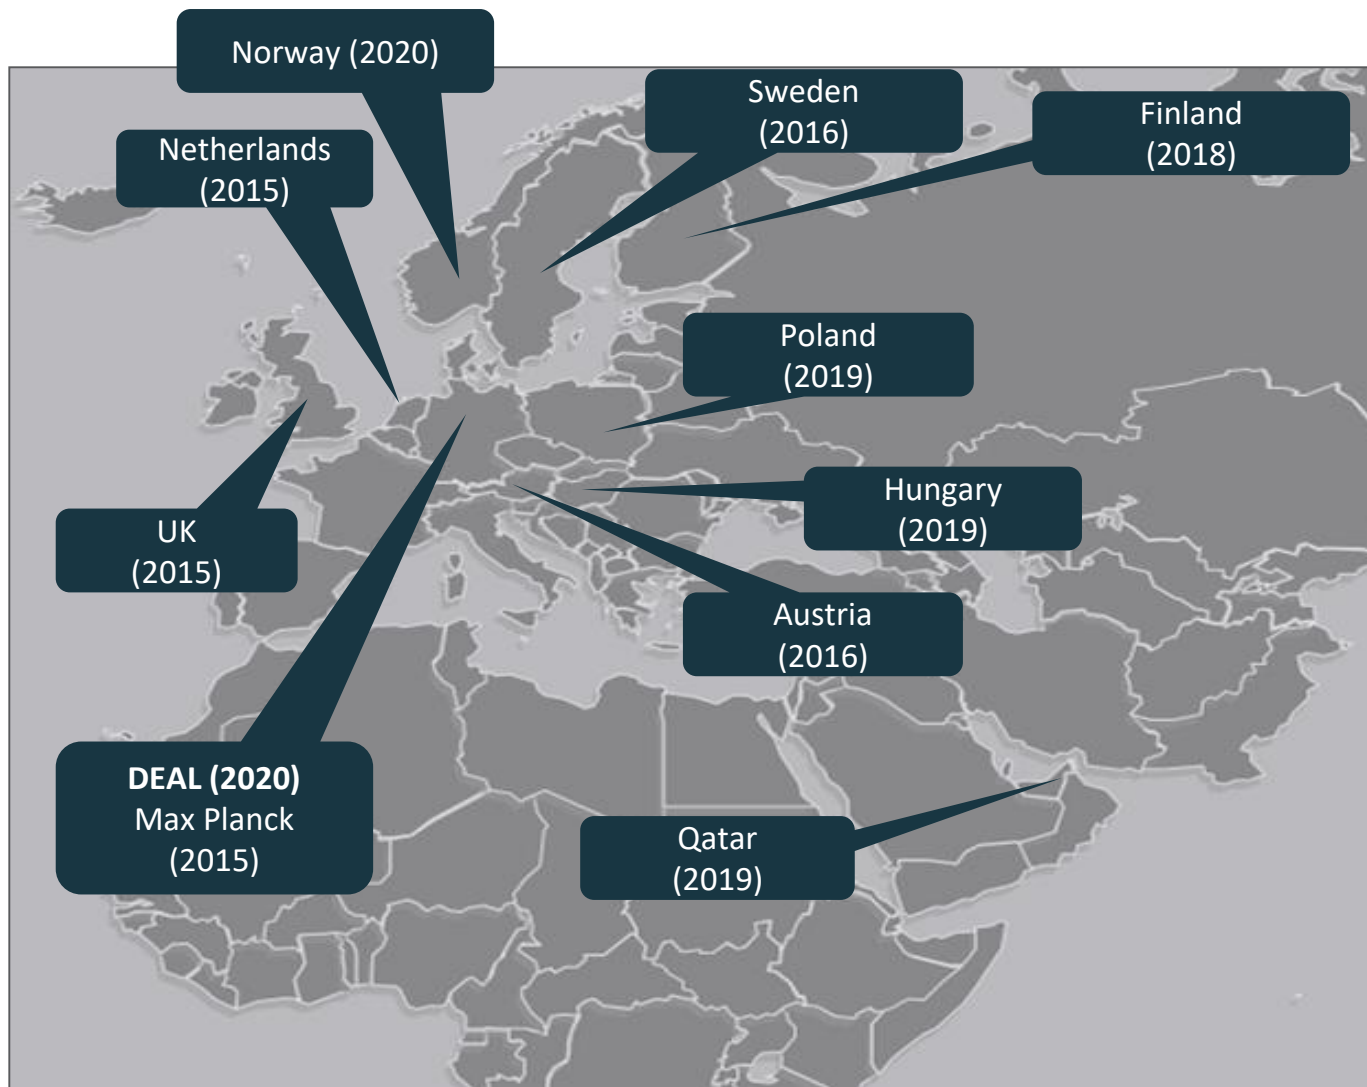 Norway (2020)
Sweden
(2016)
Finland
(2018)
Netherlands
(2015)
Poland
(2019)
Hungary
(2019)
UK
(2015)
Austria
(2016)
DEAL (2020)
Max Planck
(2015)
Qatar
(2019)